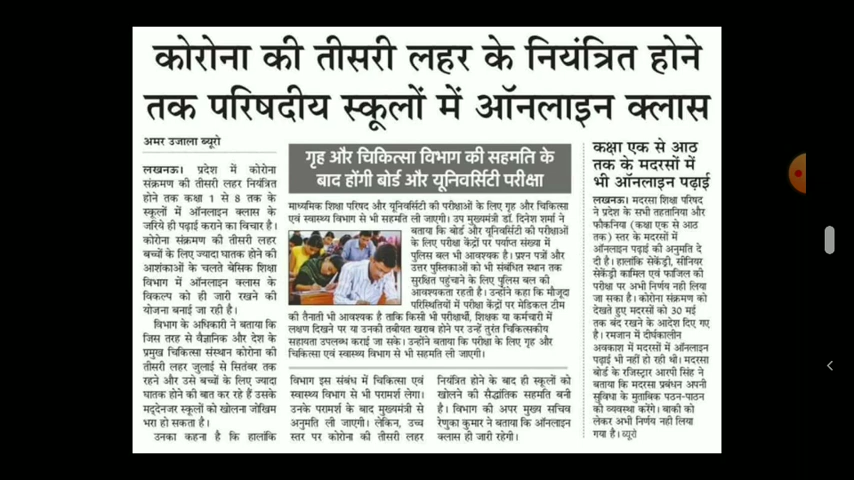 कोरोना की तीसरी लहर के नियंत्रित होने
तक परिषदीय स्कूलों में ऑनलाइन क्लास
अमर उजाला ब्यूरो
लखनऊ। प्रदेश में कोरोना
संक्रमण की तीसरी लहर नियंत्रित
होने तक कक्षा 1 से 8 तक के
स्कूलों में ऑनलाइन क्लास के
जरिये ही पढ़ाई कराने का विचार है।
कोरोना संक्रमण की तीसरी लहर
बच्चों के लिए ज्यादा घातक होने की
आशंकाओं के चलते बेसिक शिक्षा
विभाग में ऑनलाइन क्लास के
विकल्प को ही जारी रखने की
योजना बनाई जा रही है।
विभाग के अधिकारी ने बताया कि
जिस तरह से वैज्ञानिक और देश के
प्रमुख चिकित्सा संस्थान कोरोना की
तीसरी लहर जुलाई से सितंबर तक
रहने और उसे बच्चों के लिए ज्यादा
घातक होने की बात कर रहे हैं उसके
मद्देनजर स्कूलों को खोलना जोखिम
भरा हो सकता है।
उनका कहना है कि हालांकि
गृह और चिकित्सा विभाग की सहमति के
बाद होंगी बोर्ड और यूनिवर्सिटी परीक्षा
माध्यमिक शिक्षा परिषद और यूनिवर्सिटी की परीक्षाओं के लिए गृह और चिकित्सा
एवं स्वास्थ्य विभाग से भी सहमति ली जाएगी। उप मुख्यमंत्री डॉ. दिनेश शर्मा ने
बताया कि बोर्ड और यूनिवर्सिटी की परीक्षाओं
के लिए परीक्षा केंद्रों पर पर्याप्त संख्या में
पुलिस बल भी आवश्यक है। प्रश्न पत्रों और
उत्तर पुस्तिकाओं को भी संबंधित स्थान तक
सुरक्षित पहुंचाने के लिए पुलिस बल की
आवश्यकता रहती है। उन्होंने कहा कि मौजूदा
परिस्थितियों में परीक्षा केंद्रों पर मेडिकल टीम
की तैनाती भी आवश्यक है ताकि किसी भी परीक्षार्थी, शिक्षक या कर्मचारी में
लक्षण दिखने पर या उनकी तबीयत खराब होने पर उन्हें तुरंत चिकित्सकीय
सहायता उपलब्ध कराई जा सके। उन्होंने बताया कि परीक्षा के लिए गृह और
चिकित्सा एवं स्वास्थ्य विभाग से भी सहमति ली जाएगी।
विभाग इस संबंध में चिकित्सा एवं
स्वास्थ्य विभाग से भी परामर्श लेगा।
उनके परामर्श के बाद मुख्यमंत्री से
अनुमति ली जाएगी। लेकिन, उच्च
स्तर पर कोरोना की तीसरी लहर
नियंत्रित होने के बाद ही स्कूलों को
खोलने की सैद्धांतिक सहमति बनी
है। विभाग की अपर मुख्य सचिव
रेणुका कुमार ने बताया कि ऑनलाइन
क्लास ही जारी रहेगी।
कक्षा एक से आठ
तक के मदरसों में
भी ऑनलाइन पढ़ाई
लखनऊ। मदरसा शिक्षा परिषद
ने प्रदेश के सभी तहतानिया और
फौकनिया (कक्षा एक से आठ
तक) स्तर के मदरसों में
ऑनलाइन पढ़ाई की अनुमति दे
दी है। हालांकि सेकेंड्री, सीनियर
सेकेंड्री कामिल एवं फाजिल की
परीक्षा पर अभी निर्णय नहीं लिया
जा सका है। कोरोना संक्रमण को
देखते हुए मदरसों को 30 मई
तक बंद रखने के आदेश दिए गए
है। रमजान में दीर्घकालीन
अवकाश में मदरसों में ऑनलाइन
पढ़ाई भी नहीं हो रही थी। मदरसा
बोर्ड के रजिस्ट्रार आरपी सिंह ने
बताया कि मदरसा प्रबंधन अपनी
सुविधा के मुताबिक पठन-पाठन
की व्यवस्था करेंगे। बाकी को
लेकर अभी निर्णय नहीं लिया
गया है। ब्यूरो